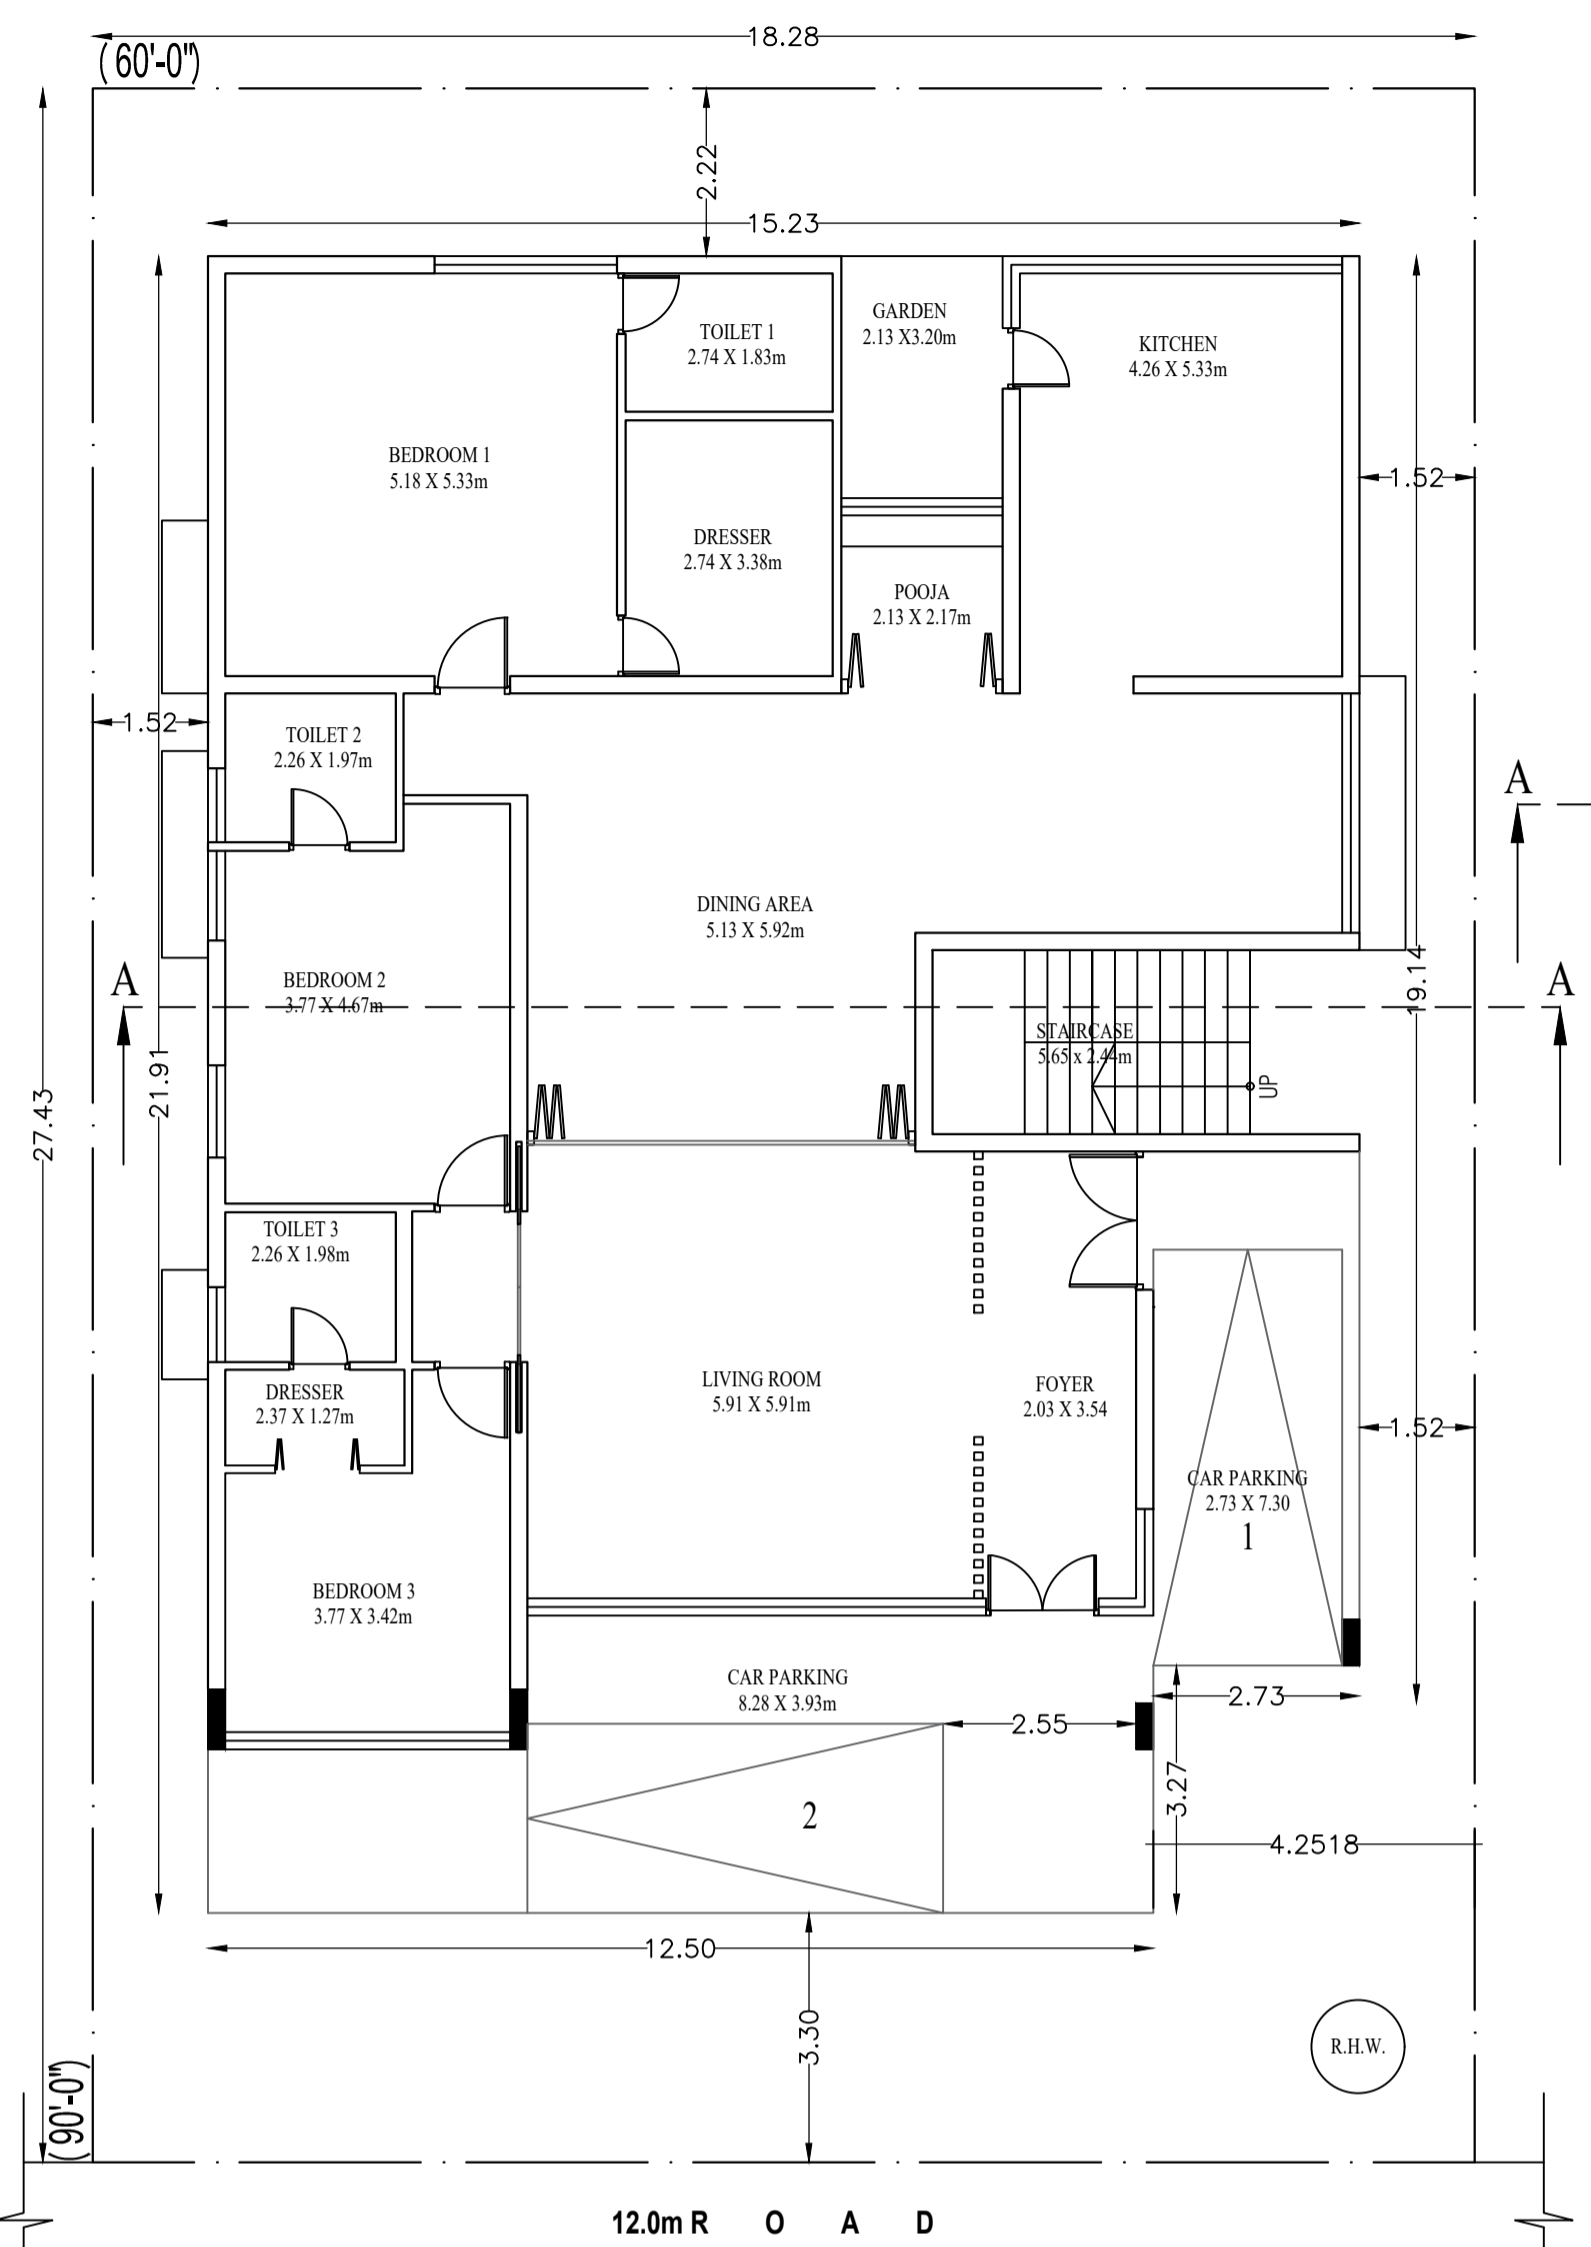 18.28
(60'-0")
2.22
15.23
GARDEN
2.13 X3.20m
TOILET 1
2.74 X 1.83m
KITCHEN
4.26 X 5.33m
BEDROOM 1
5.18 X 5.33m
1.52
DRESSER
2.74 X 3.38m
POOJA
2.13 X 2.17m
1.52
TOILET 2
2.26 X 1.97m
A
DINING AREA
5.13 X 5.92m
A
BEDROOM 2
3.77 X 4.67m
19.14
A
STAIRCASE
5.65 x 2.44m
UP
21.91
27.43
TOILET 3
2.26 X 1.98m
LIVING ROOM
5.91 X 5.91m
FOYER
2.03 X 3.54
DRESSER
2.37 X 1.27m
1.52
CAR PARKING
2.73 X 7.30
1
BEDROOM 3
3.77 X 3.42m
CAR PARKING
8.28 X 3.93m
2.73
2.55
3.27
2
4.2518
12.50
3.30
R.H.W.
(90'-0")
12.0m R O A D